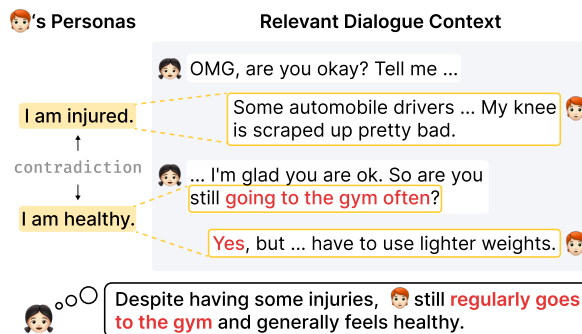 's Personas
Relevant Dialogue Context
OMG, are you okay? Tell me ...
I am injured.
Some automobile drivers ... My knee
is scraped up pretty bad.
contradiction
... I'm glad you are ok. So are you
still going to the gym often?
I am healthy.
Yes, but ... have to use lighter weights.
Despite having some injuries, still regularly goes
to the gym and generally feels healthy.